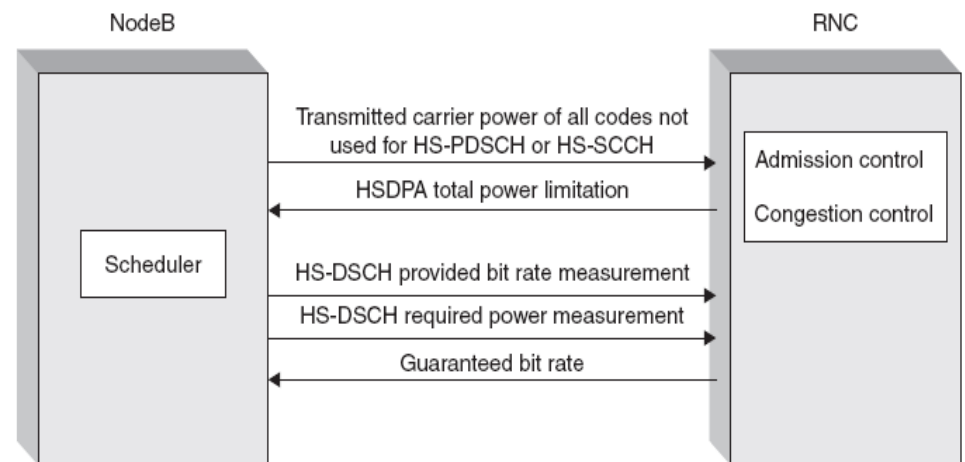 NodeB
RNC
Transmitted carrier power of all codes not
used for HS-PDSCH or HS-SCCH
Admission control
HSDPA total power limitation
Congestion control
Scheduler
HS-DSCH provided bit rate measurement
HS-DSCH required power measurement
Guaranteed bit rate